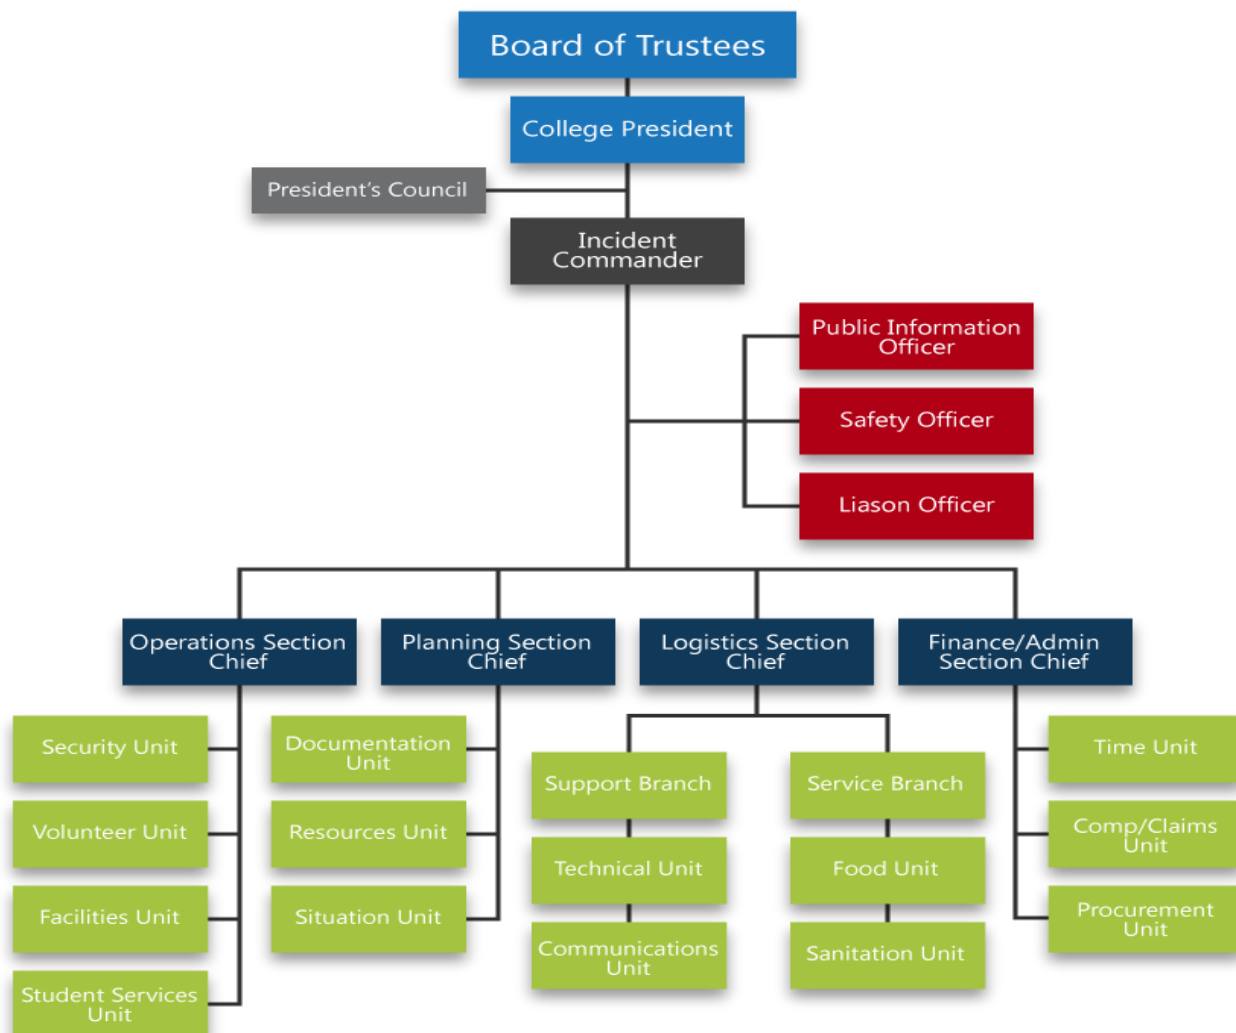 Board of Trustees
College President
President's Council
Incident
Commander
Public Information
Officer
Safety Officer
Liason Officer
Operations Section
Chief
Planning Section
Chief
Logistics Section
Chief
Finance/Admin
Section Chief
Security Unit
Volunteer Unit
Facilities Unit
Student Services
Unit
Documentation
Unit
Resources Unit
Situation Unit
Support Branch
Technical Unit
Communications
Unit
Service Branch
Food Unit
Sanitation Unit
Time Unit
Comp/Claims
Unit
Procurement
Unit